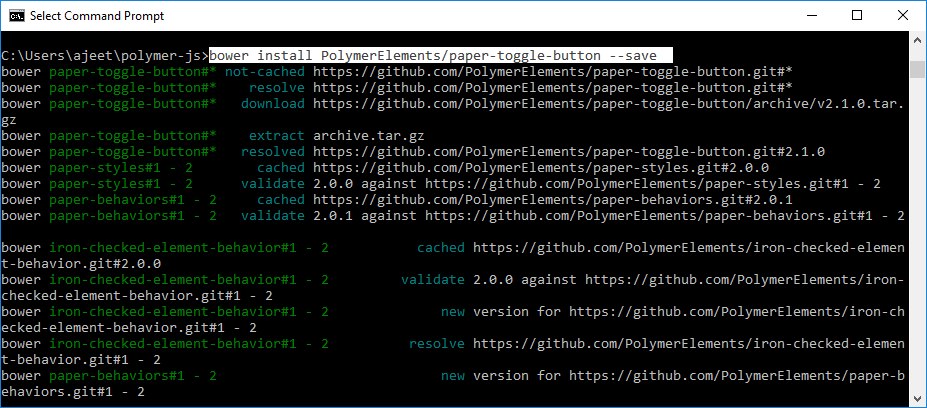 Select Command Prompt
C:\Users\ajeet\polymer-js>bower install PolymerElements/paper-toggle-button --save
bower paper-toggle-button#* not-cached https://github.com/PolymerElements/paper-toggle-button.git#*
bower paper-toggle-button#* resolve https://github.com/PolymerElements/paper-toggle-button.git#*
bower paper-toggle-button#* download https://github.com/PolymerElements/paper-toggle-button/archive/v2.1.0.tar.
gz
bower paper-toggle-button#* extract archive.tar.gz
bower paper-toggle-button#* resolved https://github.com/PolymerElements/paper-toggle-button.git#2.1.0
bower paper-styles#1 - 2 cached https://github.com/PolymerElements/paper-styles.git#2.0.0
bower paper-styles#1 - 2 validate 2.0.0 against https://github.com/PolymerElements/paper-styles.git#1 - 2
bower paper-behaviors#1 - 2 cached https://github.com/PolymerElements/paper-behaviors.git#2.0.1
bower paper-behaviors#1 - 2 validate 2.0.1 against https://github.com/PolymerElements/paper-behaviors.git#1 - 2
bower iron-checked-element-behavior#1 - 2 cached https://github.com/PolymerElements/iron-checked-elemen
t-behavior.git#2.0.0
bower iron-checked-element-behavior#1 - 2 validate 2.0.0 against https://github.com/PolymerElements/iron-
checked-element-behavior.git#1 - 2
bower iron-checked-element-behavior#1 - 2 new version for https://github.com/PolymerElements/iron-ch
ecked-element-behavior.git#1 - 2
bower iron-checked-element-behavior#1 - 2 resolve https://github.com/PolymerElements/iron-checked-elemen
t-behavior.git#1 - 2
bower paper-behaviors#1 - 2 new version for https://github.com/PolymerElements/paper-b
ehaviors.git#1 - 2